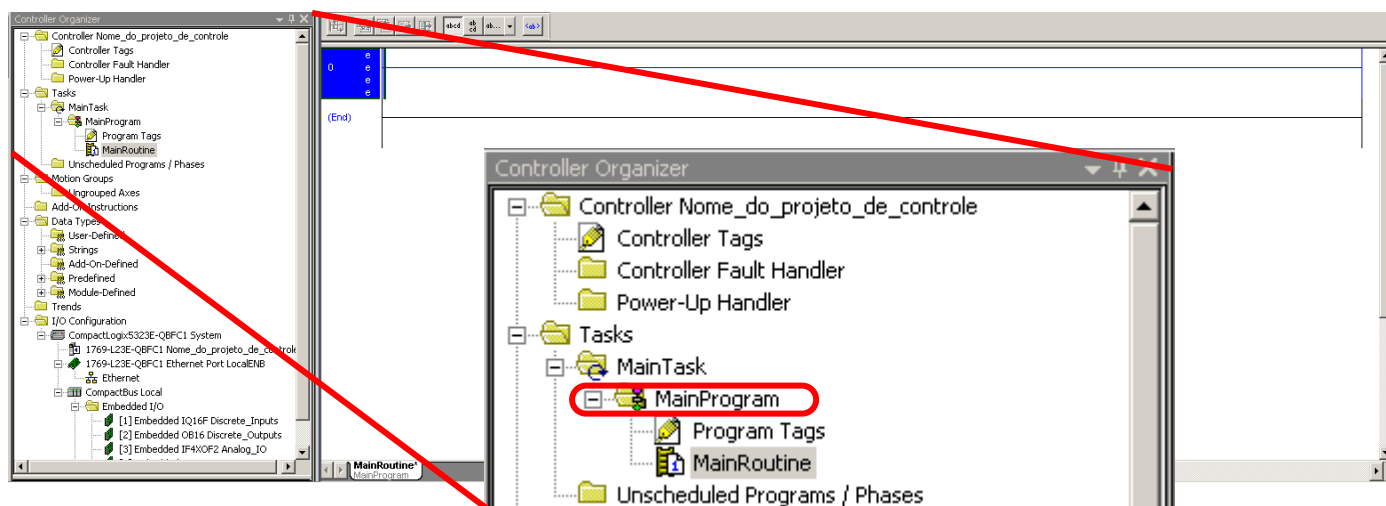 Controller Organizer
Controller Nome_do_projeto_de_controle
Controller Tags
Controller Fault Handler
Power-Up Handler
Tasks
MainTask
MainProgram
Program Tags
MainRoutine
Unscheduled Programs / Phases
Motion Groups
Ungrouped Axes
Add-On Instructions
Data Types
User-Defined
Strings
Add-On-Defined
Predefined
Module-Defined
Trends
I/O Configuration
CompactLogix5323E-QBFC1 System
1769-L23E-QBFC1 Nome_do_projeto_de_controle
1769-L23E-QBFC1 Ethernet Port LocalENB
Ethernet
CompactBus Local
Embedded I/O
[1] Embedded IQ16F Discrete_Inputs
[2] Embedded OB16 Discrete_Outputs
[3] Embedded IF4XOF2 Analog_IO
abcd ab cd ab... <ab>
e
0 e
e
e
(End)
MainRoutine*
MainProgram
Controller Organizer
Controller Nome_do_projeto_de_controle
Controller Tags
Controller Fault Handler
Power-Up Handler
Tasks
MainTask
MainProgram
Program Tags
MainRoutine
Unscheduled Programs / Phases